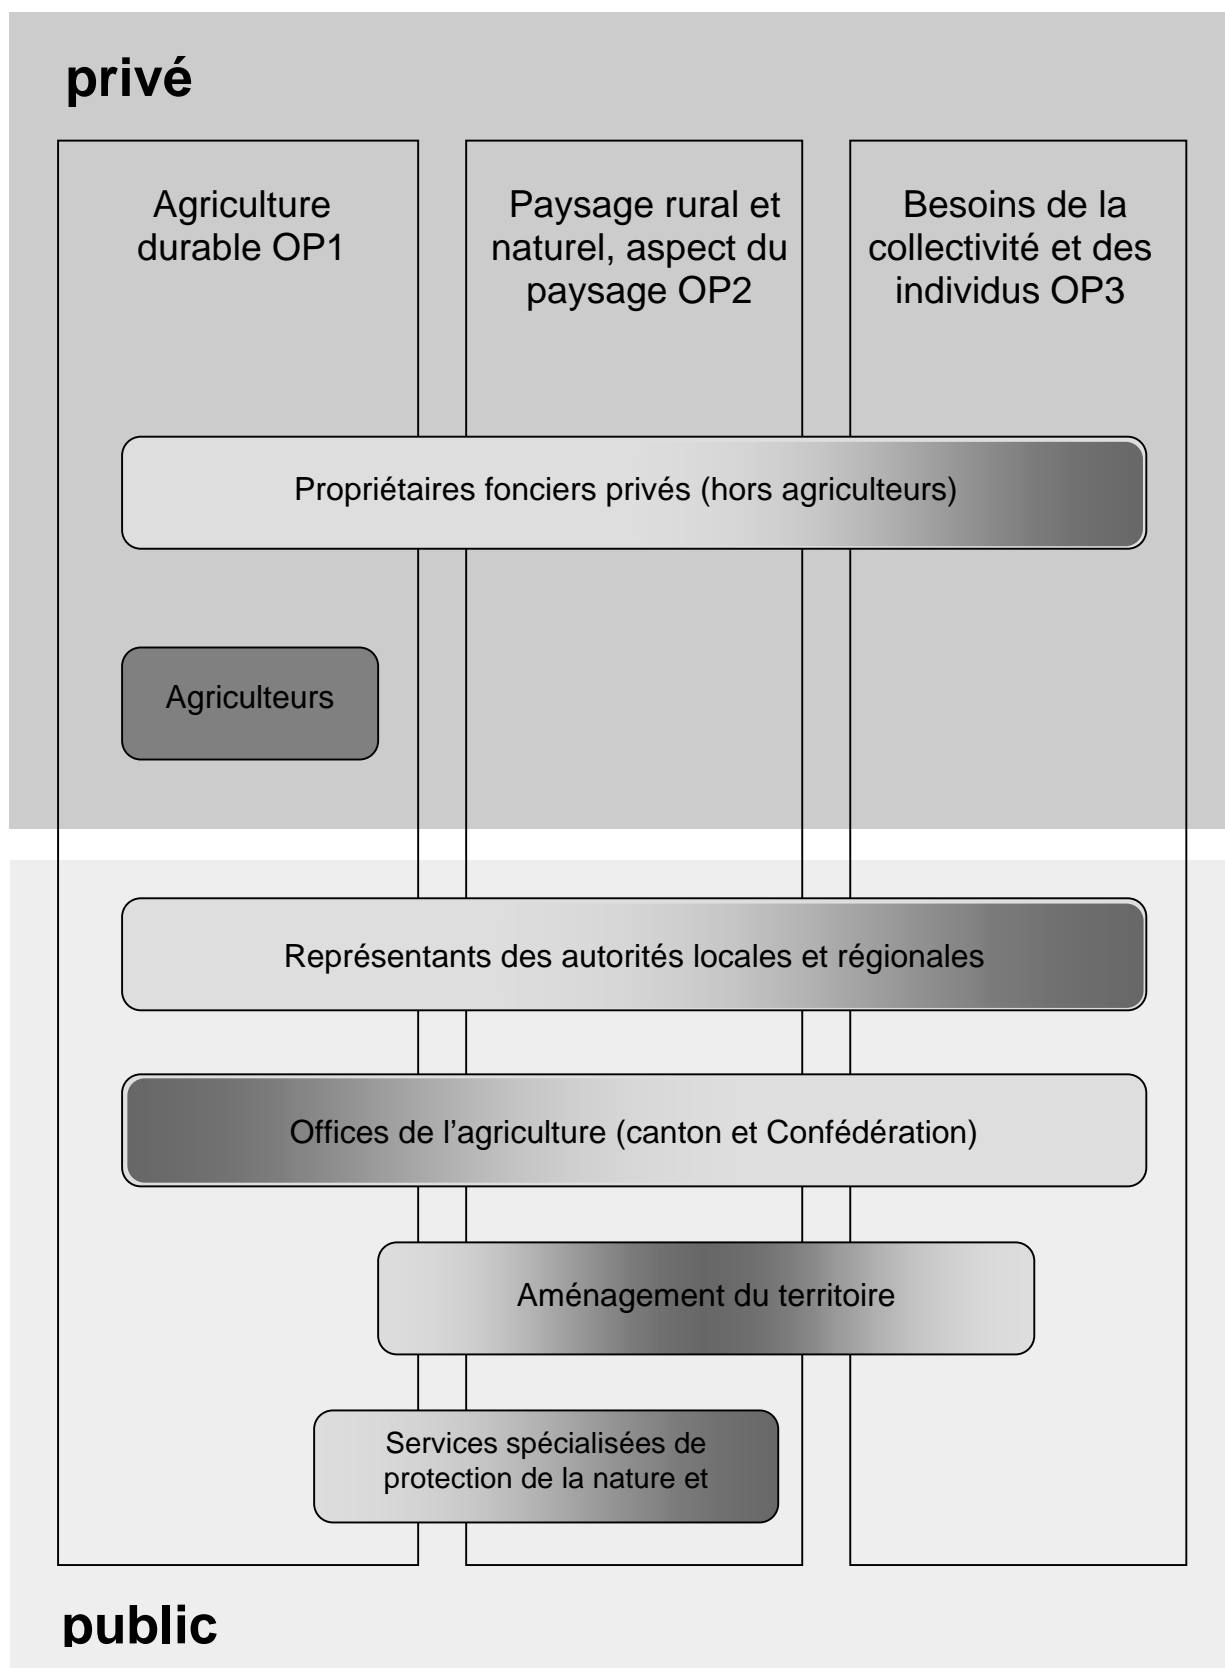 privé
Agriculture
durable OP1
Paysage rural et
naturel, aspect du
paysage OP2
Besoins de la
collectivité et des
individus OP3
Propriétaires fonciers privés (hors agriculteurs)
Agriculteurs
Représentants des autorités locales et régionales
Offices de l’agriculture (canton et Confédération)
Aménagement du territoire
Services spécialisées de
protection de la nature et
public